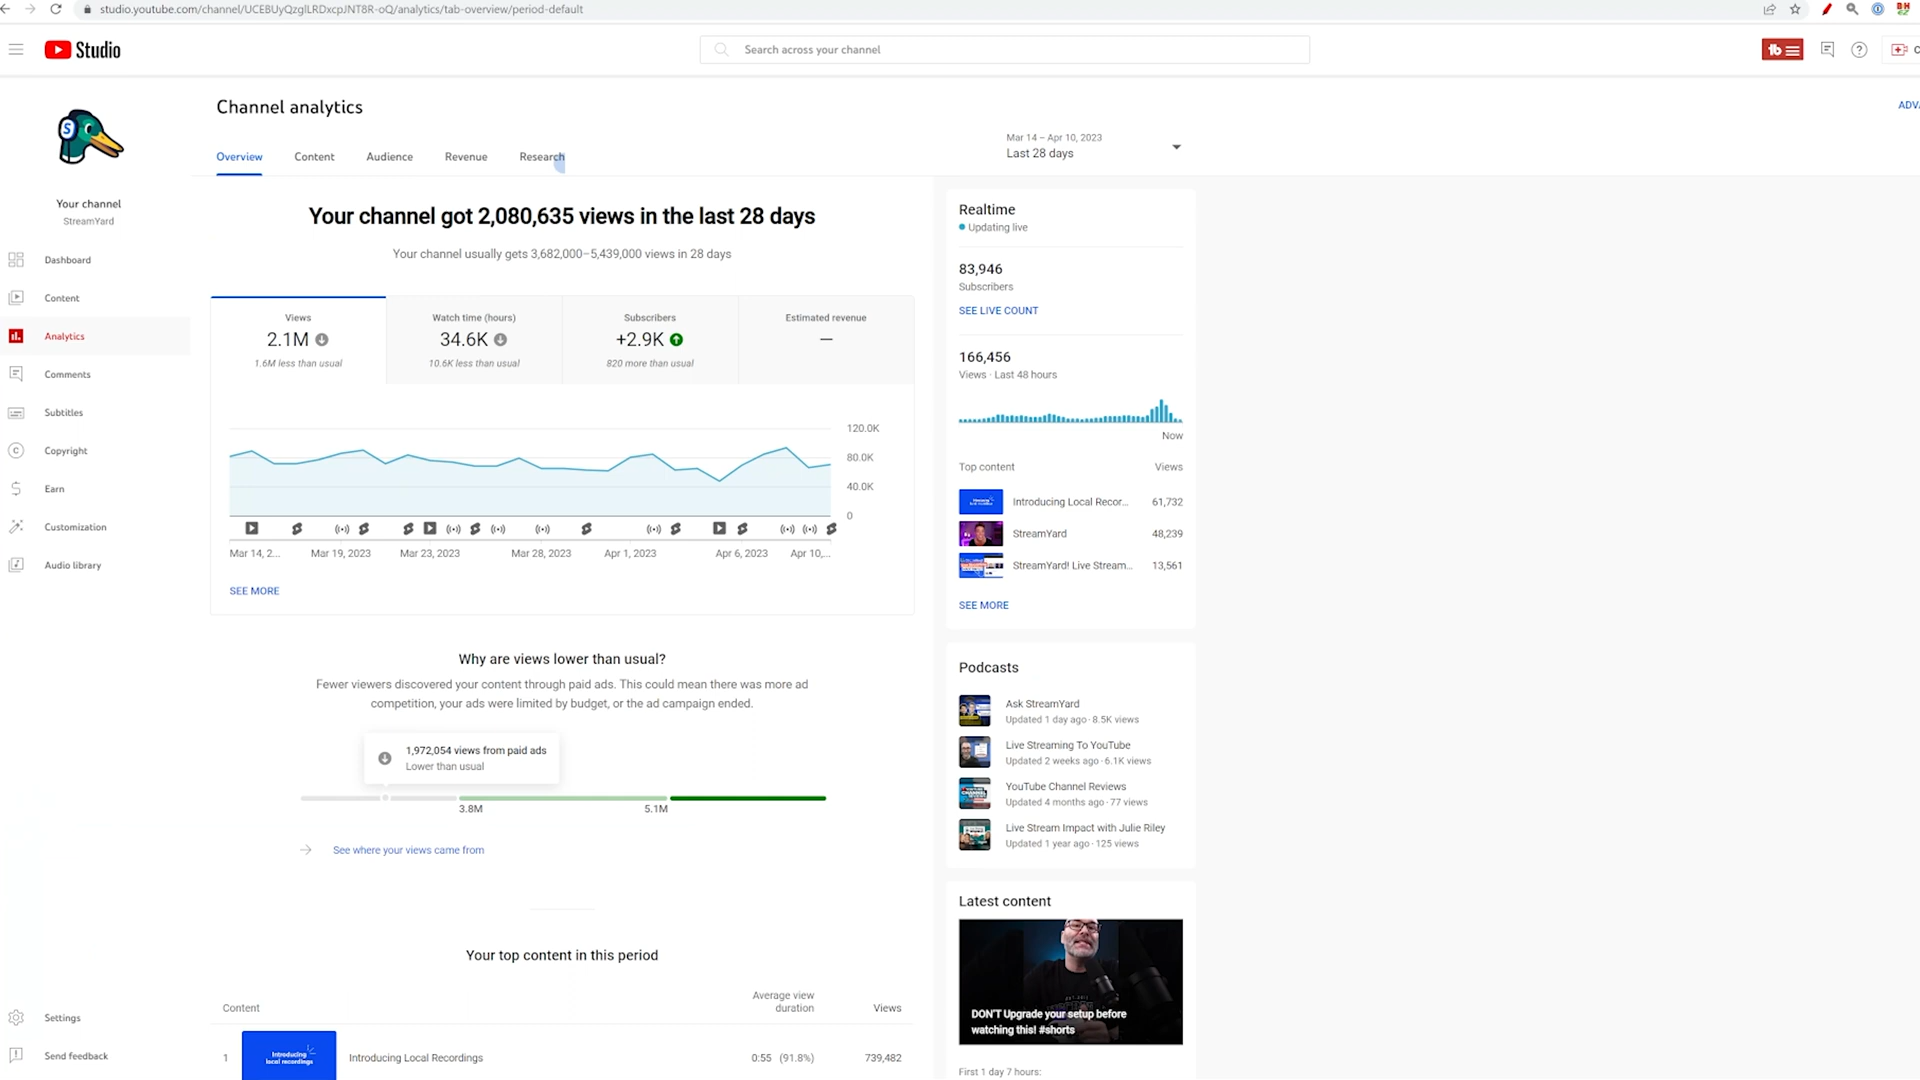 studio.youtube.com/channel/UCEBUyQzglLRDxcpJNT8R-oQ/analytics/tab-overview/period-default
Studio
Search across your channel
Channel analytics
ADVA
Overview
Content
Audience
Revenue
Research
Mar 14 – Apr 10, 2023
Last 28 days
Your channel
StreamYard
Dashboard
Content
Analytics
Comments
Subtitles
Copyright
Earn
Customization
Audio library
Settings
Send feedback
Your channel got 2,080,635 views in the last 28 days
Your channel usually gets 3,682,000–5,439,000 views in 28 days
Views
2.1M
1.6M less than usual
Watch time (hours)
34.6K
10.6K less than usual
Subscribers
+2.9K
820 more than usual
Estimated revenue
—
120.0K
80.0K
40.0K
0
Mar 14, 2...
Mar 19, 2023
Mar 23, 2023
Mar 28, 2023
Apr 1, 2023
Apr 6, 2023
Apr 10,...
SEE MORE
Why are views lower than usual?
Fewer viewers discovered your content through paid ads. This could mean there was more ad
competition, your ads were limited by budget, or the ad campaign ended.
1,972,054 views from paid ads
Lower than usual
3.8M
5.1M
See where your views came from
Your top content in this period
Content
Average view
duration
Views
1
Introducing
local recordings
Introducing Local Recordings
0:55 (91.8%)
739,482
Realtime
Updating live
83,946
Subscribers
SEE LIVE COUNT
166,456
Views · Last 48 hours
Now
Top content
Views
Introducing Local Recor...
61,732
StreamYard
48,239
StreamYard! Live Stream...
13,561
SEE MORE
Podcasts
Ask StreamYard
Updated 1 day ago · 8.5K views
Live Streaming To YouTube
Updated 2 weeks ago · 6.1K views
YouTube Channel Reviews
Updated 4 months ago · 77 views
Live Stream Impact with Julie Riley
Updated 1 year ago · 125 views
Latest content
DON'T Upgrade your setup before
watching this! #shorts
First 1 day 7 hours: